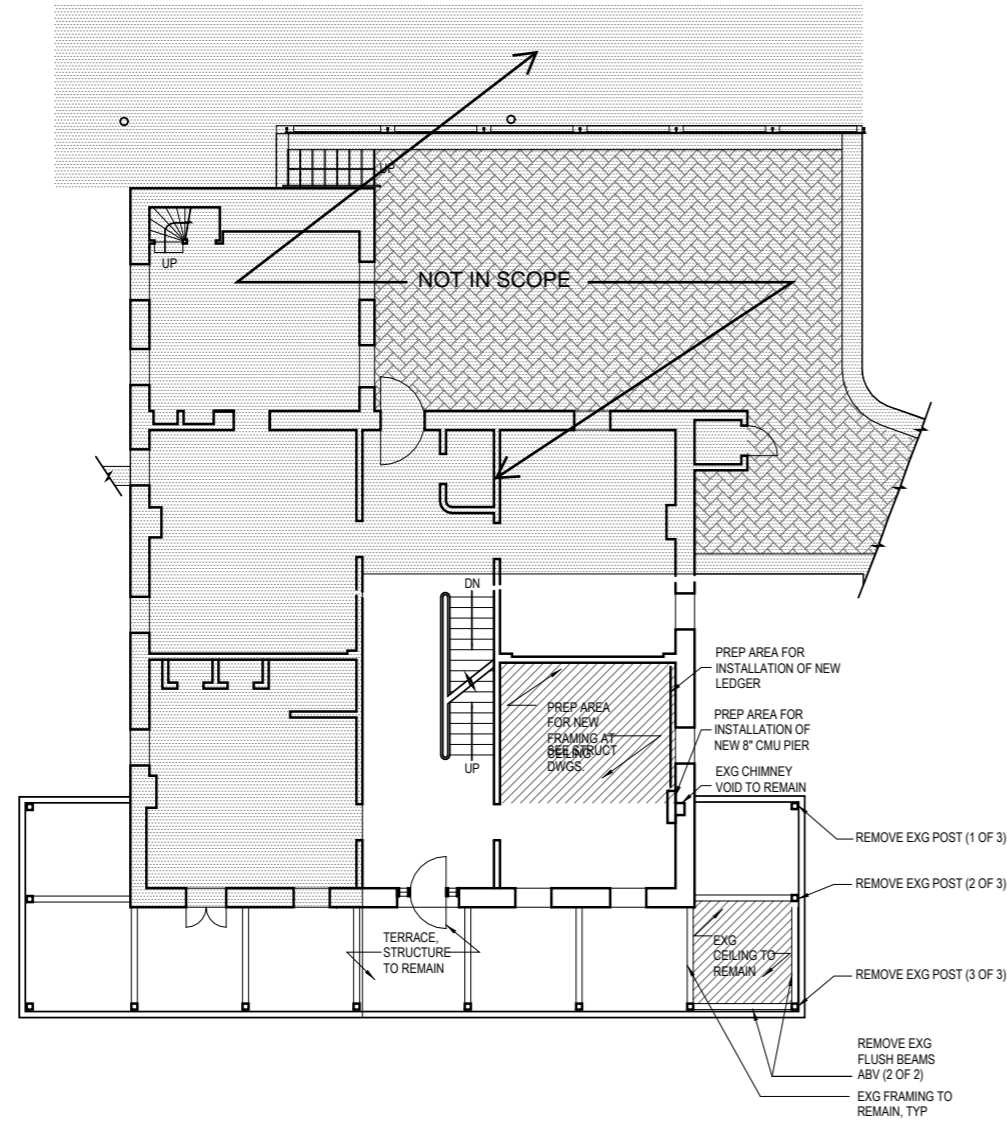 UP
UP
NOT IN SCOPE
DN
UP
PREP AREA
FOR NEW
FRAMING AT
CEILING
SEE STRUCT
DWGS.
PREP AREA FOR
INSTALLATION OF NEW
LEDGER
PREP AREA FOR
INSTALLATION OF
NEW 8" CMU PIER
EXG CHIMNEY
VOID TO REMAIN
REMOVE EXG POST (1 OF 3)
REMOVE EXG POST (2 OF 3)
TERRACE,
STRUCTURE
TO REMAIN
EXG
CEILING TO
REMAIN
REMOVE EXG POST (3 OF 3)
REMOVE EXG
FLUSH BEAMS
ABV (2 OF 2)
EXG FRAMING TO
REMAIN, TYP